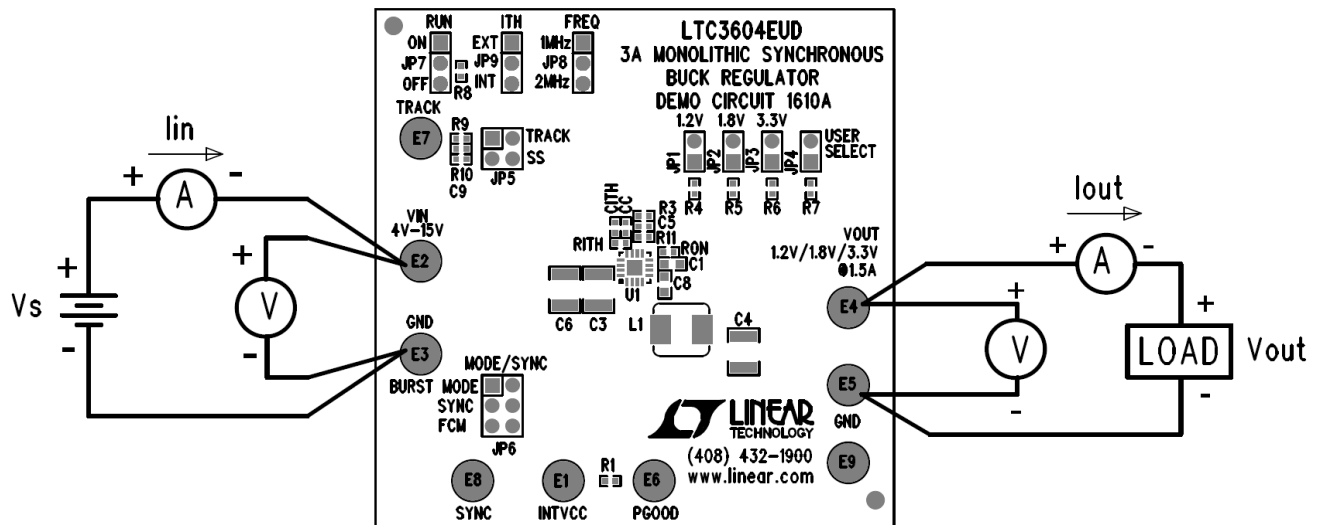 LTC3604EUD
3A MONOLITHIC SYNCHRONOUS
BUCK REGULATOR
DEMO CIRCUIT 1610A
RUN
ON
JP7
OFF
R8
ITH
EXT
JP9
INT
FREQ
1MHz
JP8
2MHz
TRACK
E7
R9
R10
C9
TRACK
SS
JP5
1.2V 1.8V 3.3V
USER
SELECT
JP1 JP2 JP3 JP4
R4 R5 R6 R7
Iin
+ A -
+
Vs
-
+
V
-
VIN
4V-15V
E2
GND
E3
BURST
CITH
CC
R3
C5
R11
RITH
RON
C1
C8
U1
C6 C3 L1 C4
VOUT
1.2V/1.8V/3.3V
@1.5A
E4
E5
GND
E9
Iout
+ A -
+
V
-
+
LOAD
-
Vout
MODE/SYNC
MODE
SYNC
FCM
JP6
LINEAR
TECHNOLOGY
(408) 432-1900
www.linear.com
E8
SYNC
E1
INTVCC
R1
E6
PGOOD